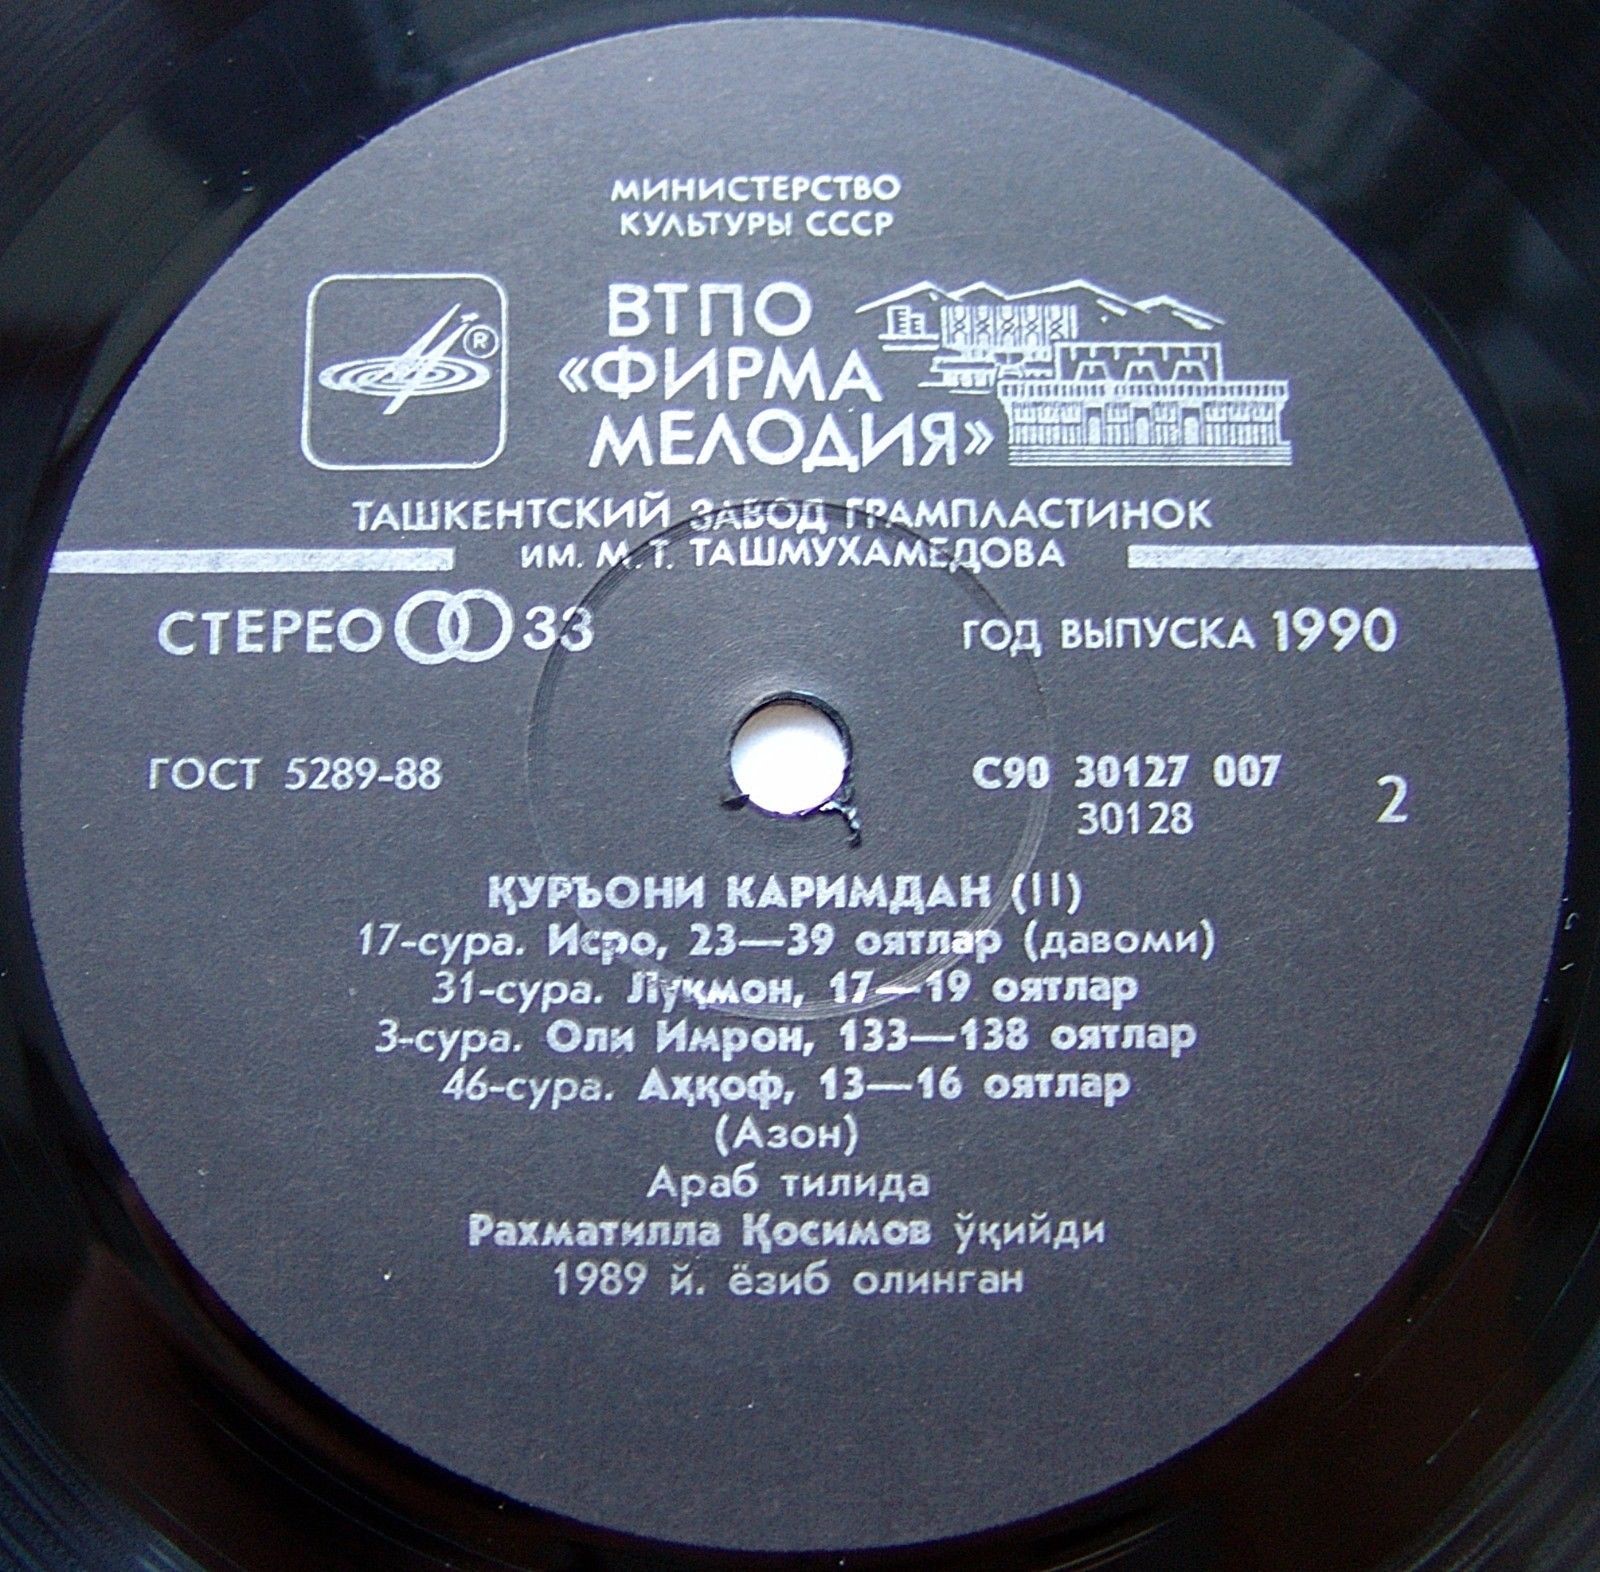 МИНИСТЕРСТВО
КУЛЬТУРЫ СССР
®
ВТПО
«ФИРМА
МЕЛОДИЯ»
ТАШКЕНТСКИЙ ЗАВОД ГРАМПЛАСТИНОК
ИМ. М. Т. ТАШМУХАМЕДОВА
СТЕРЕО 33
ГОД ВЫПУСКА 1990
ГОСТ 5289-88
С90 30127 007
30128
2
ҚУРЪОНИ КАРИМДАН (II)
17-сура. Исро, 23—39 оятлар (давоми)
31-сура. Луқмон, 17—19 оятлар
3-сура. Оли Имрон, 133—138 оятлар
46-сура. Аҳқоф, 13—16 оятлар
(Азон)
Араб тилида
Рахматилла Қосимов ўқийди
1989 й. ёзиб олинган